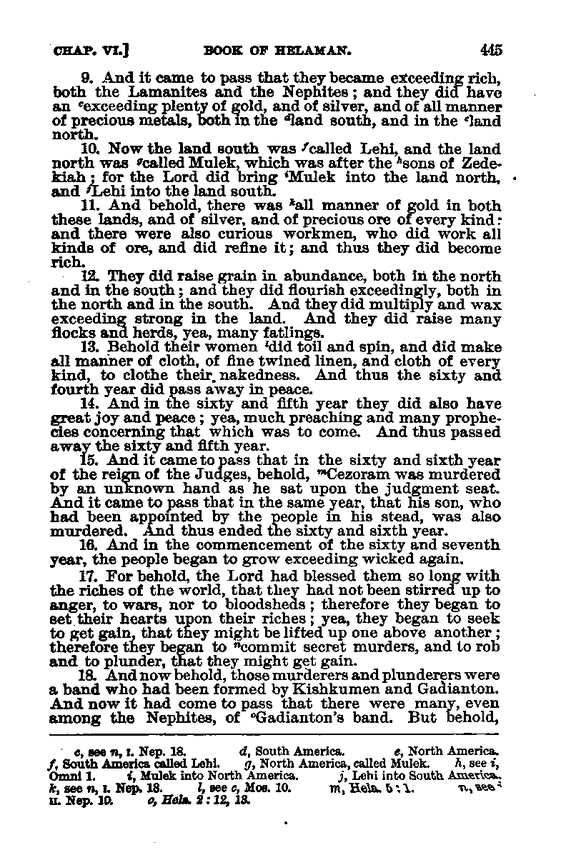 CHAP. VI.] BOOK OF HELAMAN. 445
9. And it came to pass that they became exceeding rich,
both the Lamanites and the Nephites; and they did have
an ᶜexceeding plenty of gold, and of silver, and of all manner
of precious metals, both in the ᵈland south, and in the ᵉland
north.
10. Now the land south was ᶠcalled Lehi, and the land
north was ᵍcalled Mulek, which was after the ʰsons of Zede-
kiah; for the Lord did bring ⁱMulek into the land north,
and ʲLehi into the land south.
11. And behold, there was ᵏall manner of gold in both
these lands, and of silver, and of precious ore of every kind:
and there were also curious workmen, who did work all
kinds of ore, and did refine it; and thus they did become
rich.
12. They did raise grain in abundance, both in the north
and in the south; and they did flourish exceedingly, both in
the north and in the south. And they did multiply and wax
exceeding strong in the land. And they did raise many
flocks and herds, yea, many fatlings.
13. Behold their women ˡdid toil and spin, and did make
all manner of cloth, of fine twined linen, and cloth of every
kind, to clothe their nakedness. And thus the sixty and
fourth year did pass away in peace.
14. And in the sixty and fifth year they did also have
great joy and peace; yea, much preaching and many prophe-
cies concerning that which was to come. And thus passed
away the sixty and fifth year.
15. And it came to pass that in the sixty and sixth year
of the reign of the Judges, behold, ᵐCezoram was murdered
by an unknown hand as he sat upon the judgment seat.
And it came to pass that in the same year, that his son, who
had been appointed by the people in his stead, was also
murdered. And thus ended the sixty and sixth year.
16. And in the commencement of the sixty and seventh
year, the people began to grow exceeding wicked again.
17. For behold, the Lord had blessed them so long with
the riches of the world, that they had not been stirred up to
anger, to wars, nor to bloodsheds; therefore they began to
set their hearts upon their riches; yea, they began to seek
to get gain, that they might be lifted up one above another;
therefore they began to ⁿcommit secret murders, and to rob
and to plunder, that they might get gain.
18. And now behold, those murderers and plunderers were
a band who had been formed by Kishkumen and Gadianton.
And now it had come to pass that there were many, even
among the Nephites, of ᵒGadianton's band. But behold,
c, see n, I. Nep. 18. d, South America. e, North America.
f, South America called Lehi. g, North America, called Mulek. h, see i,
Omni 1. i, Mulek into North America. j, Lehi into South America.
k, see n, I. Nep. 18. l, see c, Mos. 10. m, Hela. 5:1. n, see i
II. Nep. 10. o, Hela. 2:12, 13.